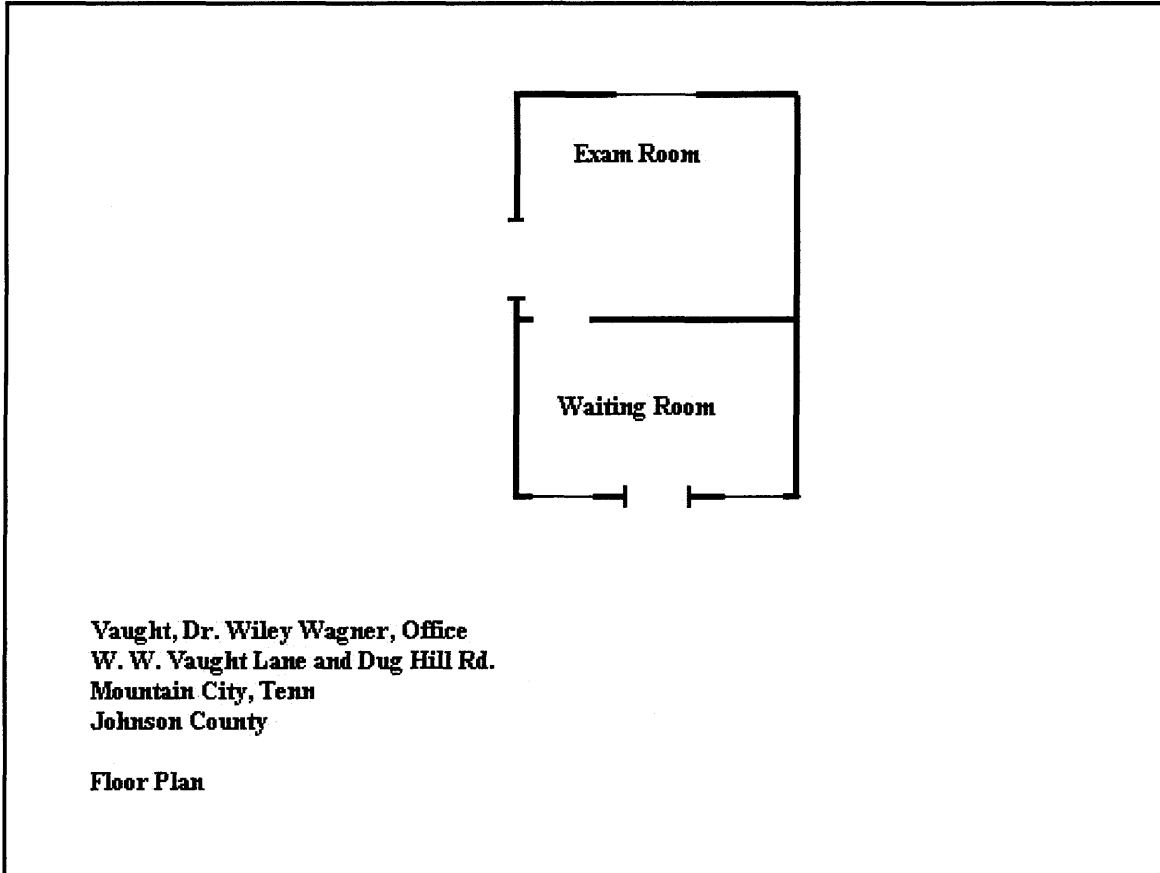 Exam Room
Waiting Room
Vaught, Dr. Wiley Wagner, Office
W. W. Vaught Lane and Dug Hill Rd.
Mountain City, Tenn
Johnson County
Floor Plan